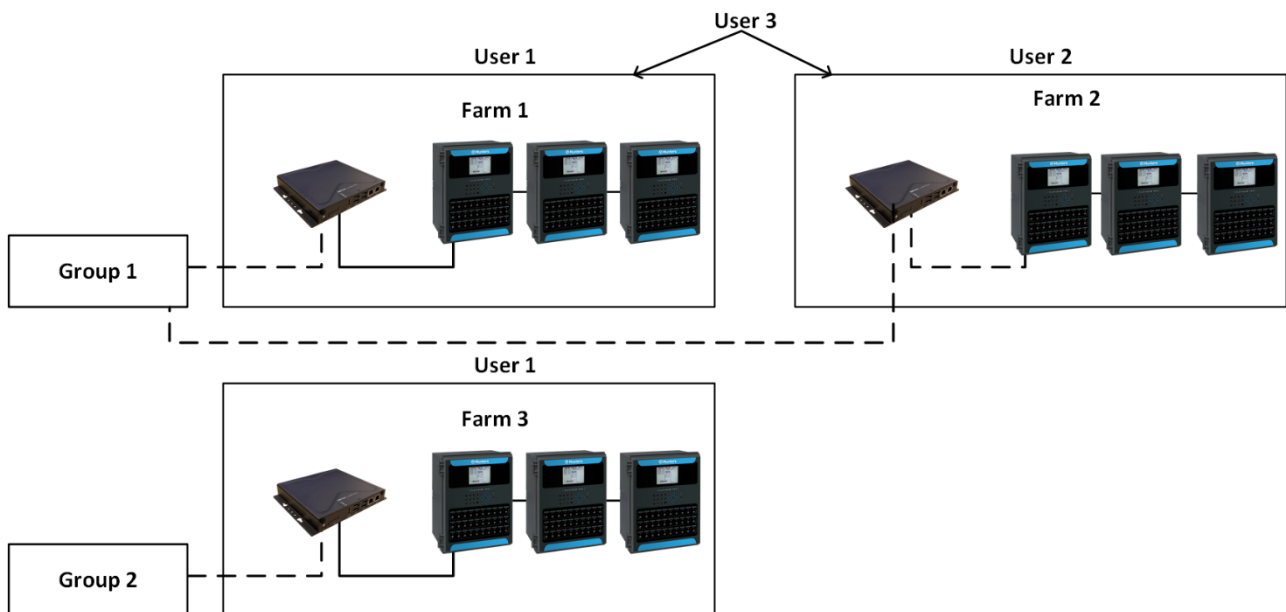 User 3
User 1
User 2
Farm 1
Farm 2
Group 1
User 1
Farm 3
Group 2